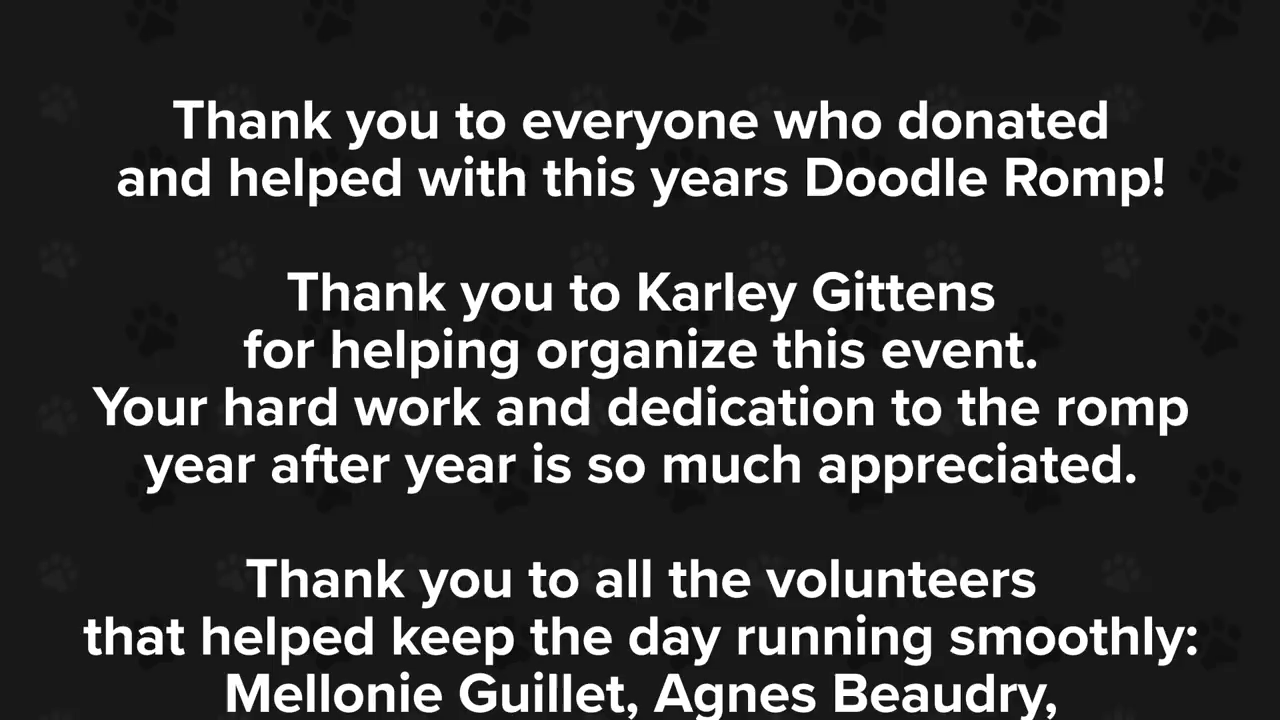 Thank you to everyone who donated
and helped with this years Doodle Romp!
Thank you to Karley Gittens
for helping organize this event.
Your hard work and dedication to the romp
year after year is so much appreciated.
Thank you to all the volunteers
that helped keep the day running smoothly:
Mellonie Guillet, Agnes Beaudry,